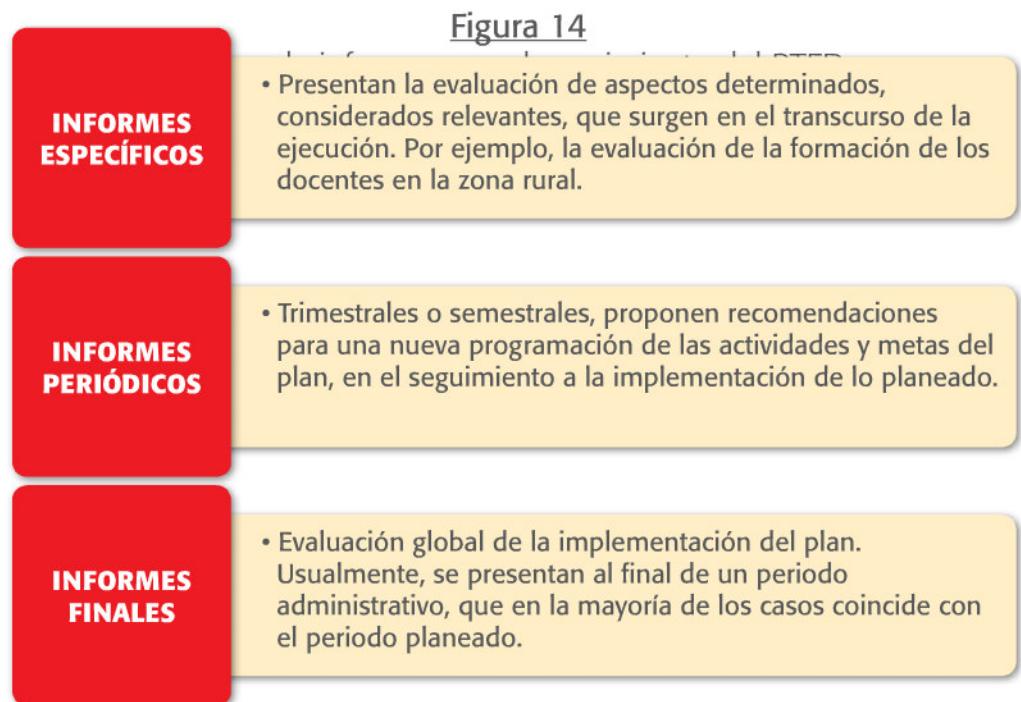 Figura 14
INFORMES
ESPECÍFICOS
• Presentan la evaluación de aspectos determinados,
considerados relevantes, que surgen en el transcurso de la
ejecución. Por ejemplo, la evaluación de la formación de los
docentes en la zona rural.
INFORMES
PERIÓDICOS
• Trimestrales o semestrales, proponen recomendaciones
para una nueva programación de las actividades y metas del
plan, en el seguimiento a la implementación de lo planeado.
INFORMES
FINALES
• Evaluación global de la implementación del plan.
Usualmente, se presentan al final de un periodo
administrativo, que en la mayoría de los casos coincide con
el periodo planeado.